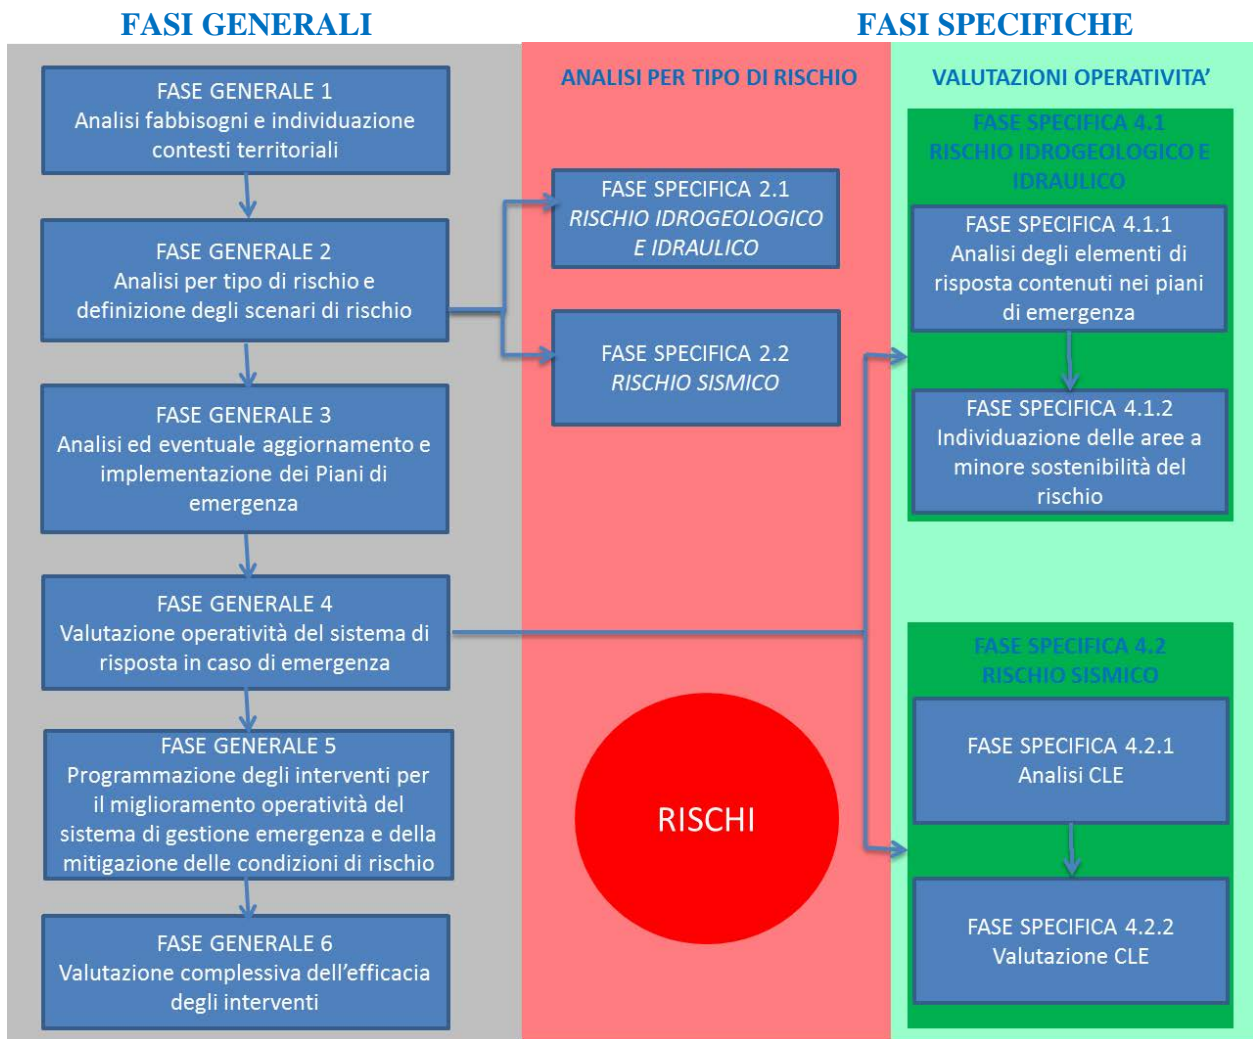 FASI GENERALI
FASI SPECIFICHE
FASE GENERALE 1
Analisi fabbisogni e individuazione
contesti territoriali
FASE GENERALE 2
Analisi per tipo di rischio e
definizione degli scenari di rischio
FASE GENERALE 3
Analisi ed eventuale aggiornamento e
implementazione dei Piani di
emergenza
FASE GENERALE 4
Valutazione operatività del sistema di
risposta in caso di emergenza
FASE GENERALE 5
Programmazione degli interventi per
il miglioramento operatività del
sistema di gestione emergenza e della
mitigazione delle condizioni di rischio
FASE GENERALE 6
Valutazione complessiva dell’efficacia
degli interventi
ANALISI PER TIPO DI RISCHIO
FASE SPECIFICA 2.1
RISCHIO IDROGEOLOGICO
E IDRAULICO
FASE SPECIFICA 2.2
RISCHIO SISMICO
RISCHI
VALUTAZIONI OPERATIVITA’
FASE SPECIFICA 4.1
RISCHIO IDROGEOLOGICO E
IDRAULICO
FASE SPECIFICA 4.1.1
Analisi degli elementi di
risposta contenuti nei piani
di emergenza
FASE SPECIFICA 4.1.2
Individuazione delle aree a
minore sostenibilità del
rischio
FASE SPECIFICA 4.2
RISCHIO SISMICO
FASE SPECIFICA 4.2.1
Analisi CLE
FASE SPECIFICA 4.2.2
Valutazione CLE